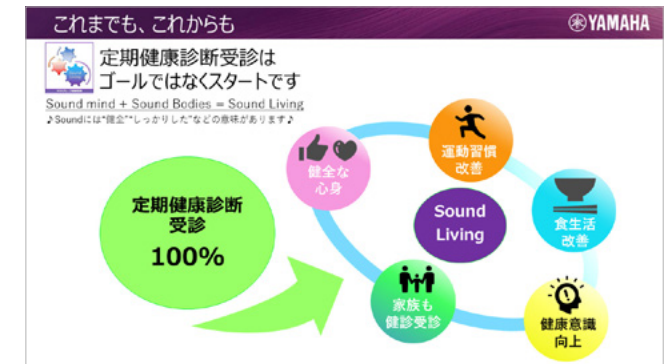 これまでも、これからも
YAMAHA
定期健康診断受診は
ゴールではなくスタートです
Sound mind + Sound Bodies = Sound Living
♪Soundには“健全”“しっかりした”などの意味があります♪
定期健康診断
受診
100%
健全な
心身
運動習慣
改善
食生活
改善
健康意識
向上
家族も
健診受診
Sound
Living